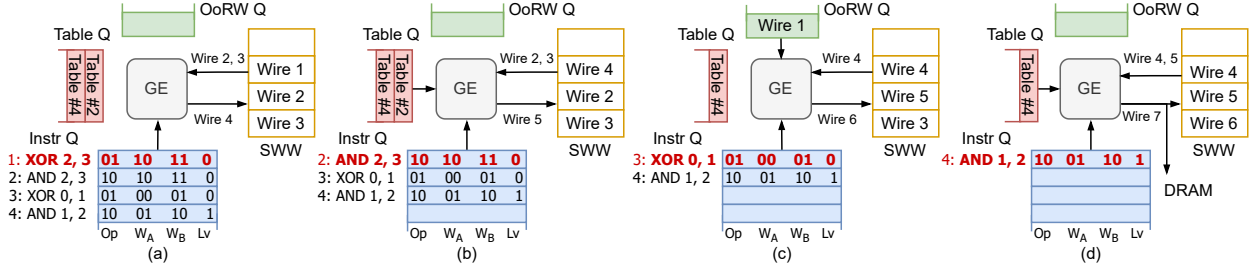 OoRW Q
Table Q
Table #4
Table #2
GE
Wire 2, 3
Wire 4
Wire 1
Wire 2
Wire 3
SWW
Instr Q
1: XOR 2, 3 01 10 11 0
2: AND 2, 3 10 10 11 0
3: XOR 0, 1 01 00 01 0
4: AND 1, 2 10 01 10 1
Op WA WB Lv
(a)
OoRW Q
Table Q
Table #4
Table #2
GE
Wire 2, 3
Wire 5
Wire 4
Wire 2
Wire 3
SWW
Instr Q
2: AND 2, 3 10 10 11 0
3: XOR 0, 1 01 00 01 0
4: AND 1, 2 10 01 10 1
Op WA WB Lv
(b)
OoRW Q
Wire 1
Table Q
Table #4
GE
Wire 4
Wire 6
Wire 4
Wire 5
Wire 3
SWW
Instr Q
3: XOR 0, 1 01 00 01 0
4: AND 1, 2 10 01 10 1
Op WA WB Lv
(c)
OoRW Q
Table Q
Table #4
GE
Wire 4, 5
Wire 7
Wire 4
Wire 5
Wire 6
SWW
Instr Q
4: AND 1, 2 10 01 10 1
DRAM
Op WA WB Lv
(d)